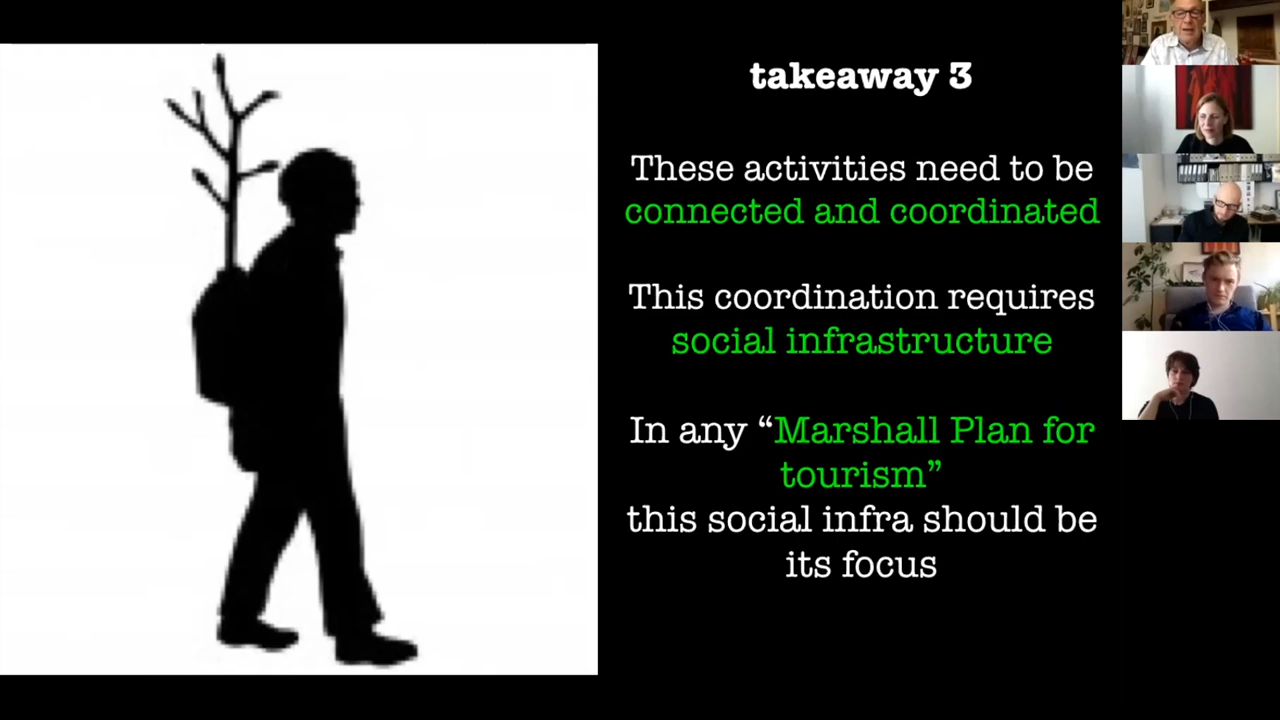 takeaway 3
These activities need to be
connected and coordinated
This coordination requires
social infrastructure
In any “Marshall Plan for
tourism”
this social infra should be
its focus